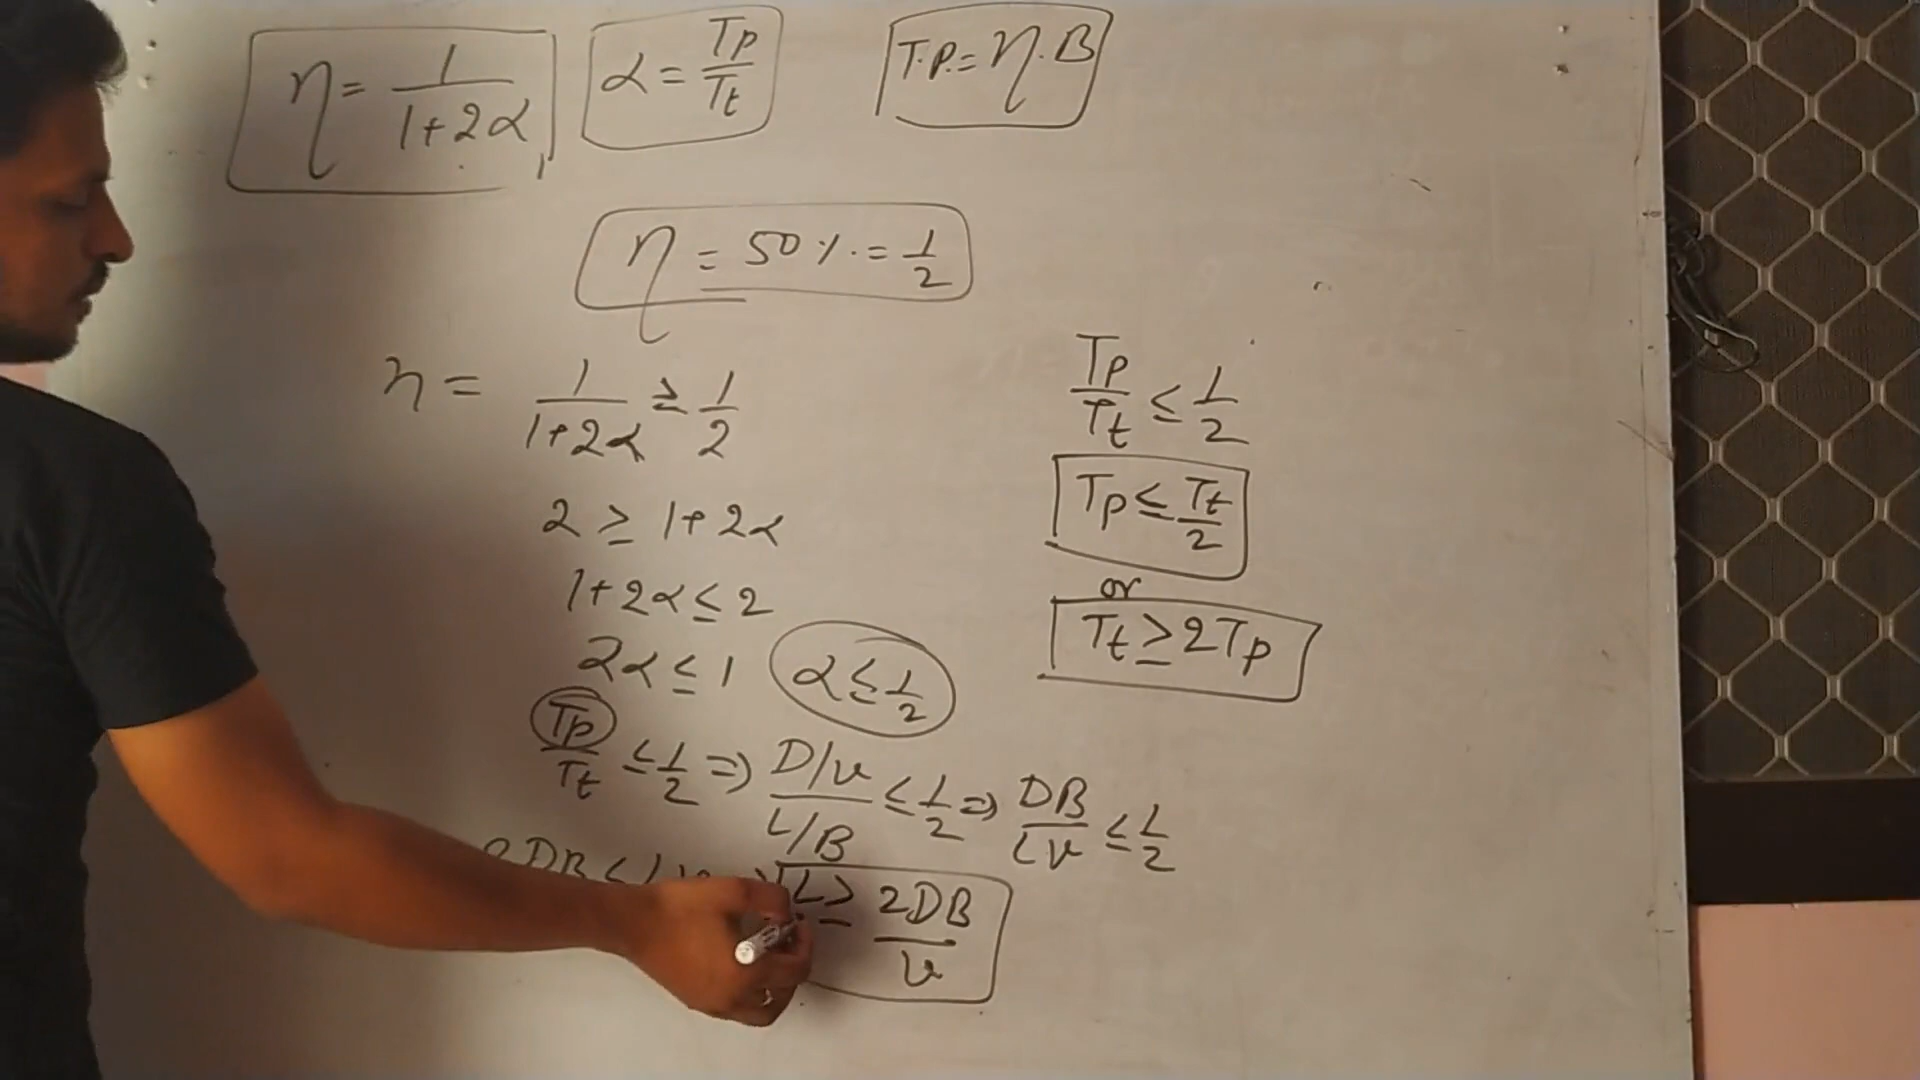 η = 1/(1+2α) α = Tp/Tt T.P. = η.B
η = 50% = 1/2
η = 1/(1+2α) ≥ 1/2
2 ≥ 1+2α
1+2α ≤ 2
2α ≤ 1 α ≤ 1/2
Tp/Tt ≤ 1/2 => (D/v)/(L/B) ≤ 1/2 => DB/Lv ≤ 1/2
2DB ≤ L L ≥ 2DB/v
Tp/Tt ≤ 1/2
Tp ≤ Tt/2
or
Tt ≥ 2Tp